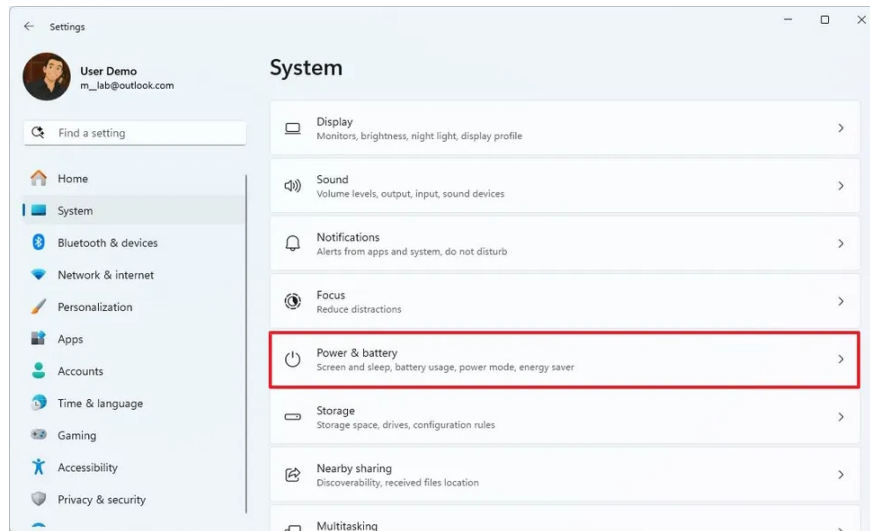 Settings
User Demo
m__lab@outlook.com
Find a setting
Home
System
Bluetooth & devices
Network & internet
Personalization
Apps
Accounts
Time & language
Gaming
Accessibility
Privacy & security
System
Display
Monitors, brightness, night light, display profile
Sound
Volume levels, output, input, sound devices
Notifications
Alerts from apps and system, do not disturb
Focus
Reduce distractions
Power & battery
Screen and sleep, battery usage, power mode, energy saver
Storage
Storage space, drives, configuration rules
Nearby sharing
Discoverability, received files location
Multitasking